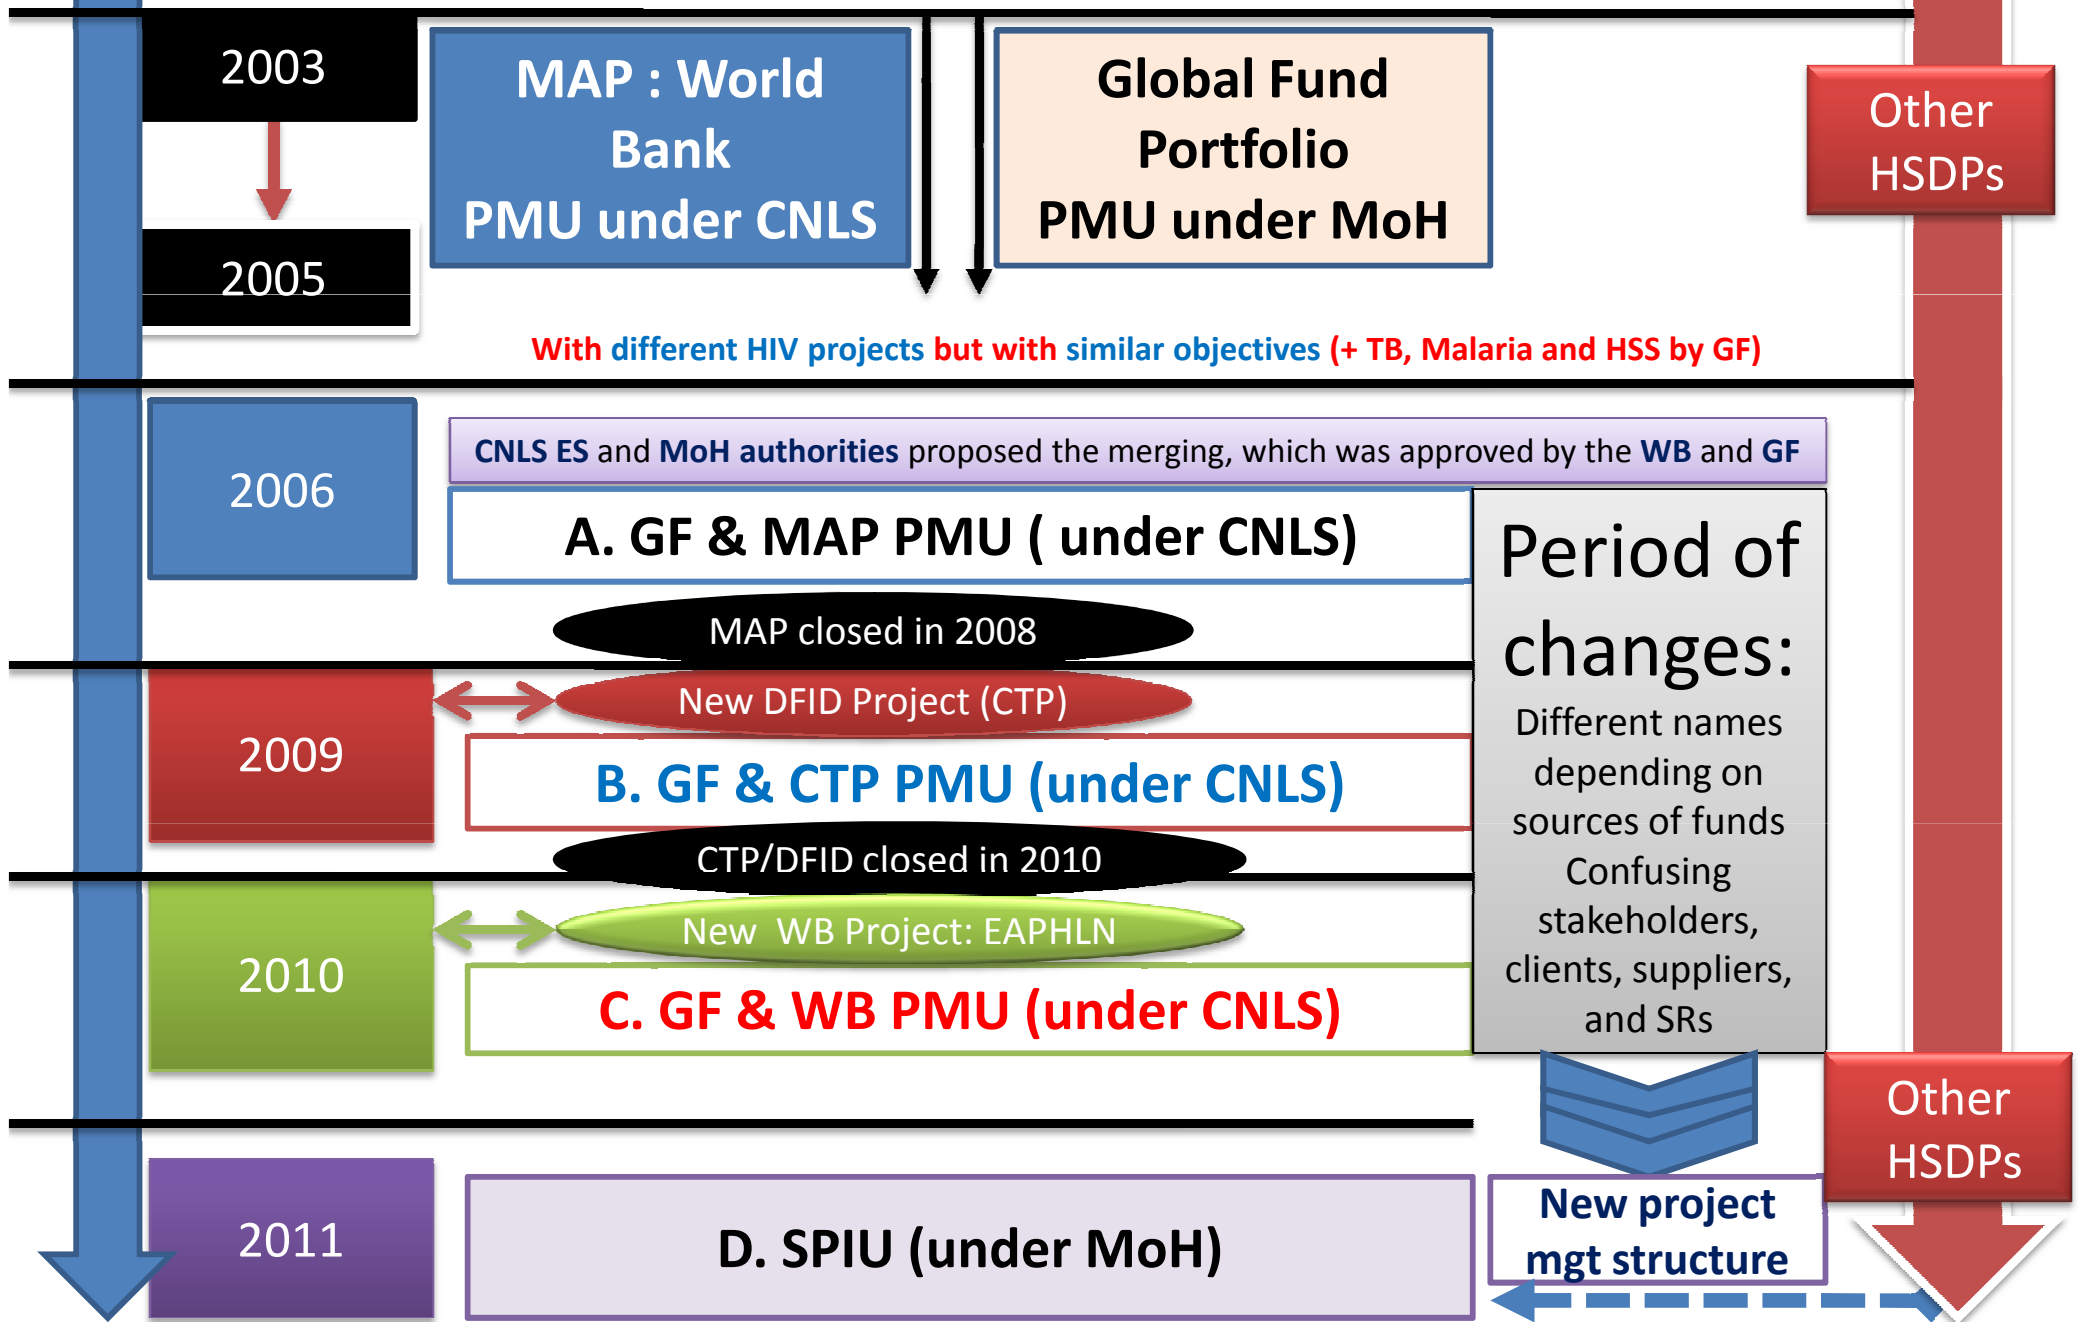 2003
MAP : World
Bank
PMU under CNLS
Global Fund
Portfolio
PMU under MoH
Other
HSDPs
2005
With different HIV projects but with similar objectives (+ TB, Malaria and HSS by GF)
2006
CNLS ES and MoH authorities proposed the merging, which was approved by the WB and GF
A. GF & MAP PMU ( under CNLS)
MAP closed in 2008
Period of
changes:
Different names
depending on
sources of funds
Confusing
stakeholders,
clients, suppliers,
and SRs
2009
New DFID Project (CTP)
B. GF & CTP PMU (under CNLS)
CTP/DFID closed in 2010
2010
New WB Project: EAPHLN
C. GF & WB PMU (under CNLS)
Other
HSDPs
2011
D. SPIU (under MoH)
New project
mgt structure